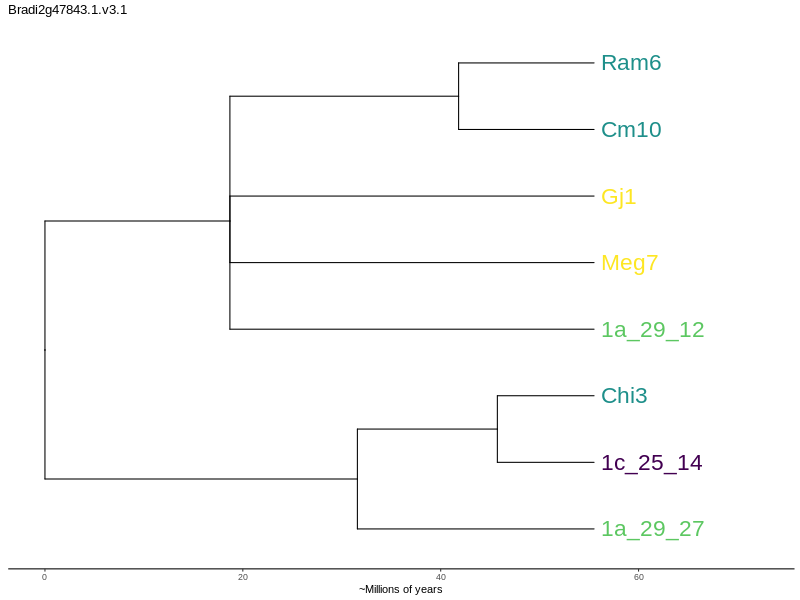 Bradi2g47843.1.v3.1
Ram6
Cm10
Gj1
Meg7
1a_29_12
Chi3
1c_25_14
1a_29_27
0 20 40 60
~Millions of years